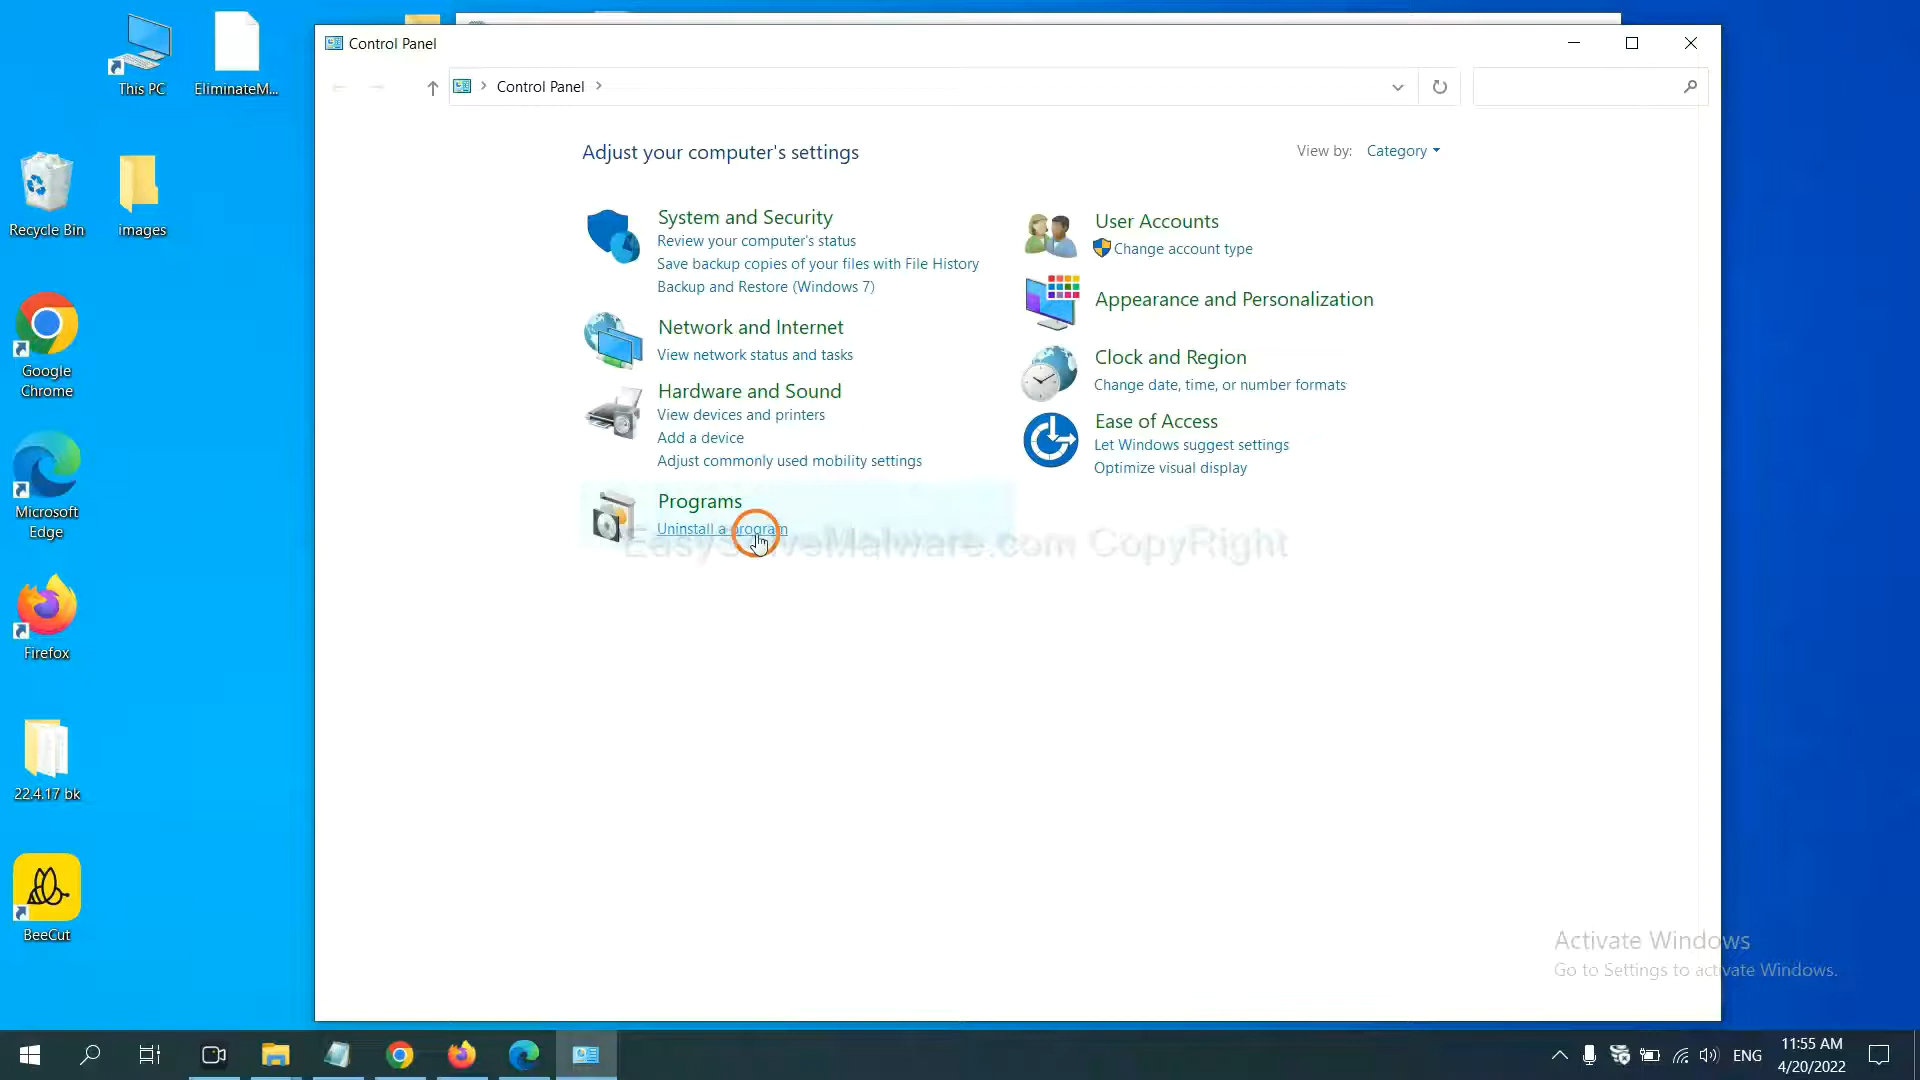 This PC
EliminateM...
Recycle Bin
images
Google
Chrome
Microsoft
Edge
Firefox
22.4.17 bk
BeeCut
Control Panel
Control Panel
Adjust your computer's settings
View by: Category
System and Security
Review your computer's status
Save backup copies of your files with File History
Backup and Restore (Windows 7)
Network and Internet
View network status and tasks
Hardware and Sound
View devices and printers
Add a device
Adjust commonly used mobility settings
Programs
Uninstall a program
User Accounts
Change account type
Appearance and Personalization
Clock and Region
Change date, time, or number formats
Ease of Access
Let Windows suggest settings
Optimize visual display
EasySolveMalware.com CopyRight
Activate Windows
Go to Settings to activate Windows.
ENG
11:55 AM
4/20/2022